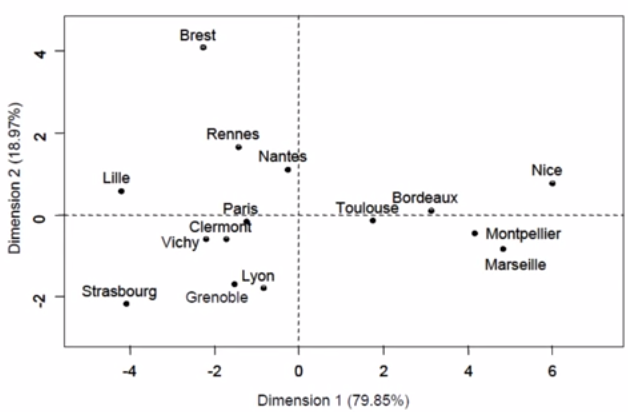 Brest
Rennes
Nantes
Lille
Nice
Bordeaux
Toulouse
Paris
Clermont
Vichy
Montpellier
Marseille
Lyon
Strasbourg
Grenoble
4
2
0
-2
Dimension 2 (18.97%)
-4 -2 0 2 4 6
Dimension 1 (79.85%)